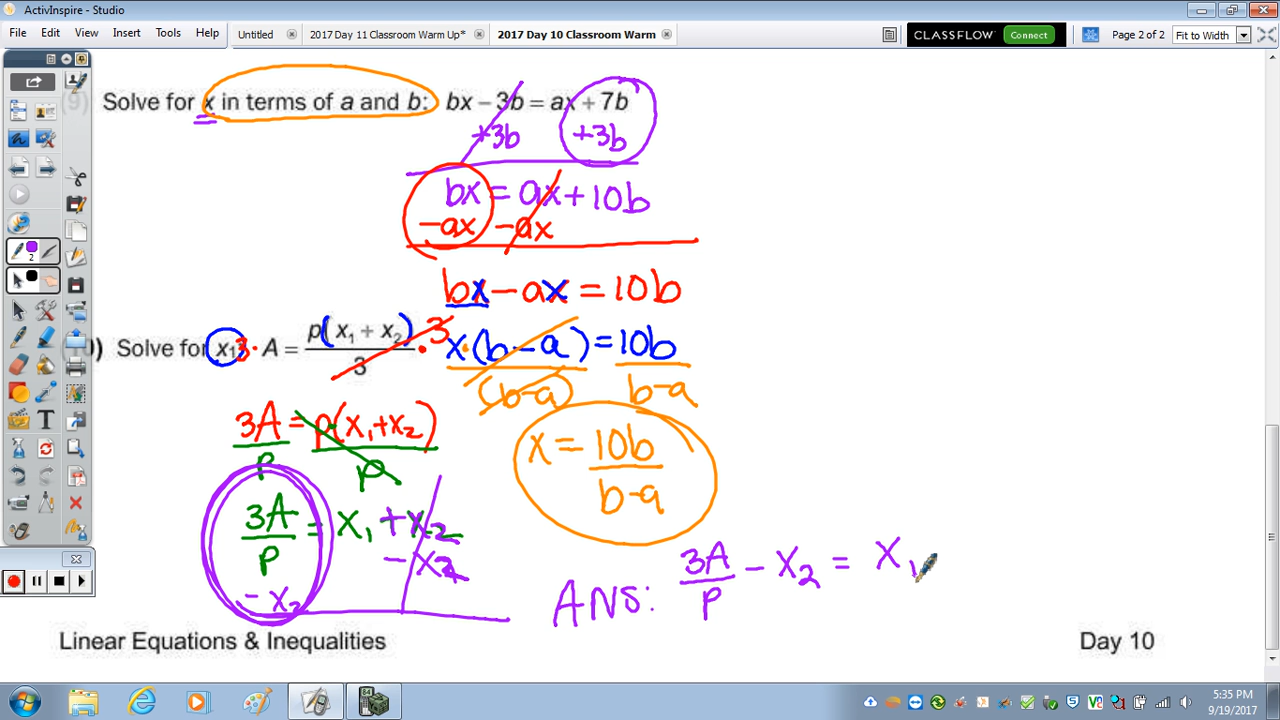 ActivInspire - Studio
File Edit View Insert Tools Help Untitled 2017 Day 11 Classroom Warm Up* 2017 Day 10 Classroom Warm CLASSFLOW Connect Page 2 of 2 Fit to Width
(9) Solve for x in terms of a and b: bx – 3b = ax + 7b
+3b +3b
bx = ax + 10b
-ax -ax
bx - ax = 10b
0) Solve for x₁ 3 · A = p(x₁ + x₂) / 3 · 3
x · (b - a) = 10b
(b-a) b-a
3A = p(x₁+x₂)
p p
x = 10b / b-a
3A / p = x₁ + x₂
- x₂ - x₂
ANS: 3A / p - x₂ = x₁
Linear Equations & Inequalities Day 10
5:35 PM
9/19/2017